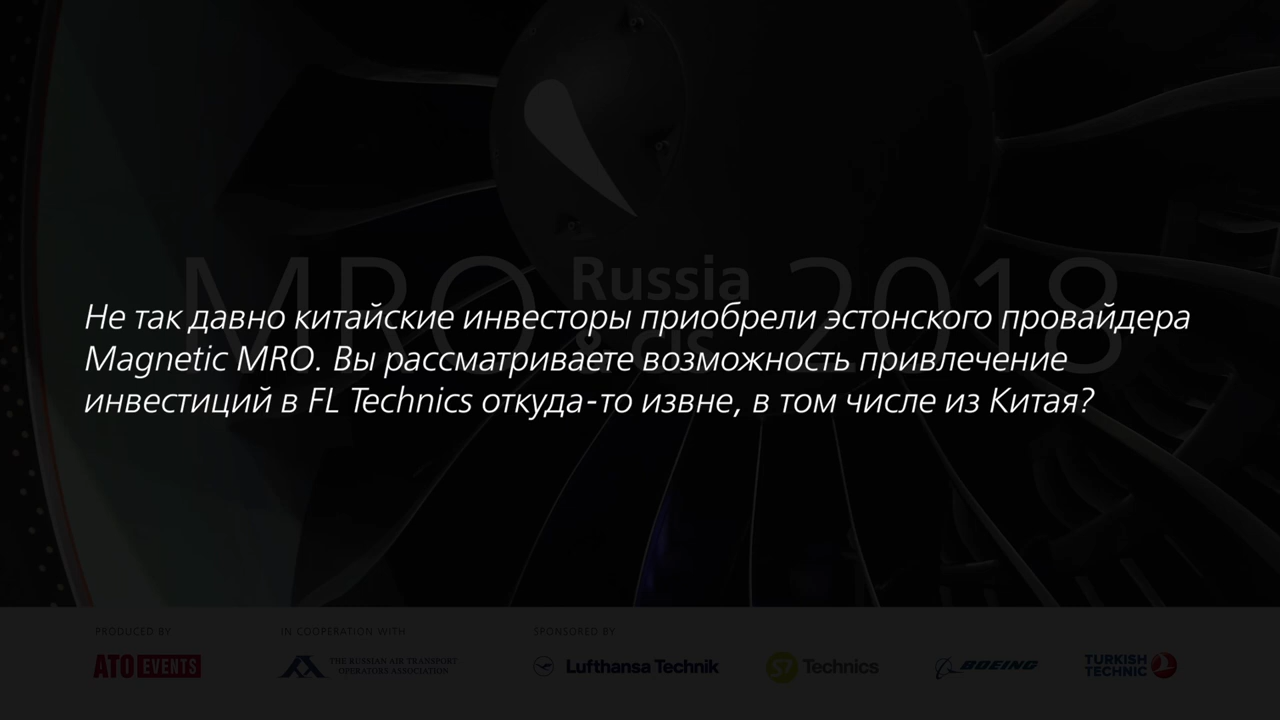 MRO Russia & CIS 2018
Не так давно китайские инвесторы приобрели эстонского провайдера
Magnetic MRO. Вы рассматриваете возможность привлечение
инвестиций в FL Technics откуда-то извне, в том числе из Китая?
PRODUCED BY
IN COOPERATION WITH
SPONSORED BY
ATO EVENTS
THE RUSSIAN AIR TRANSPORT
OPERATORS ASSOCIATION
Lufthansa Technik
S7 Technics
BOEING
TURKISH
TECHNIC